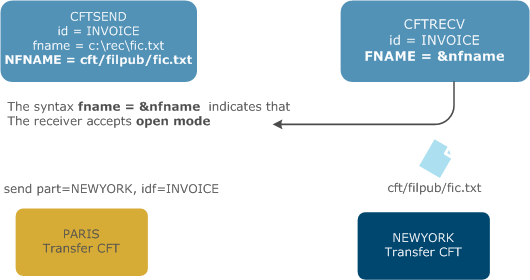 CFTSEND
id = INVOICE
fname = c:\rec\fic.txt
NFNAME = cft/filpub/fic.txt
CFTRECV
id = INVOICE
FNAME = &nfname
The syntax fname = &nfname indicates that
The receiver accepts open mode
send part=NEWYORK, idf=INVOICE
cft/filpub/fic.txt
PARIS
Transfer CFT
NEWYORK
Transfer CFT